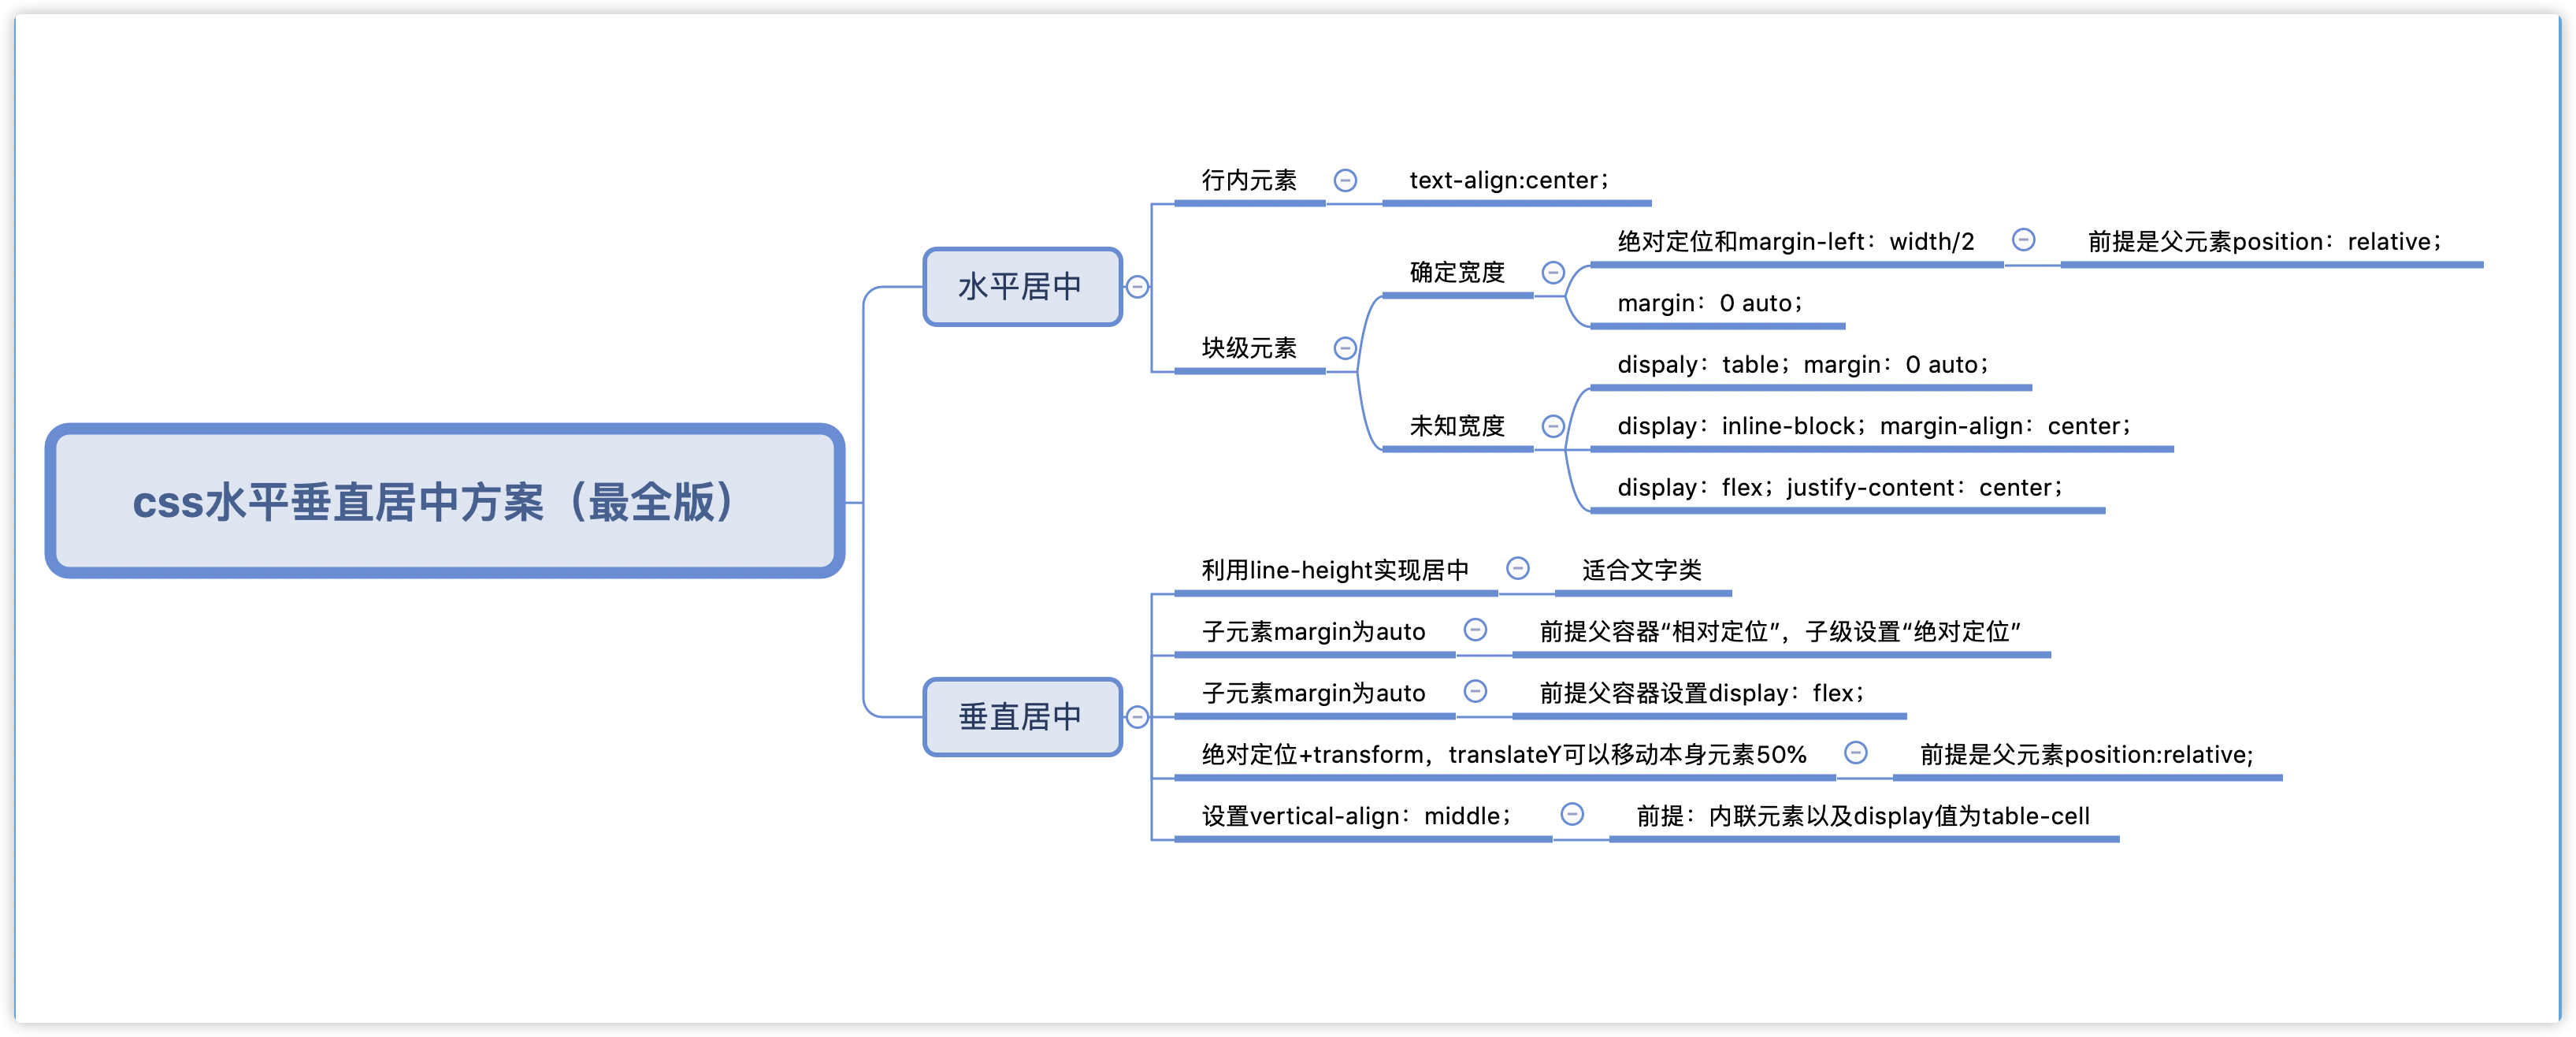 css水平垂直居中方案（最全版）
水平居中
行内元素
text-align:center；
块级元素
确定宽度
绝对定位和margin-left：width/2
前提是父元素position：relative；
margin：0 auto；
未知宽度
dispaly：table；margin：0 auto；
display：inline-block；margin-align：center；
display：flex；justify-content：center；
垂直居中
利用line-height实现居中
适合文字类
子元素margin为auto
前提父容器“相对定位”，子级设置“绝对定位”
子元素margin为auto
前提父容器设置display：flex；
绝对定位+transform，translateY可以移动本身元素50%
前提是父元素position:relative;
设置vertical-align：middle；
前提：内联元素以及display值为table-cell